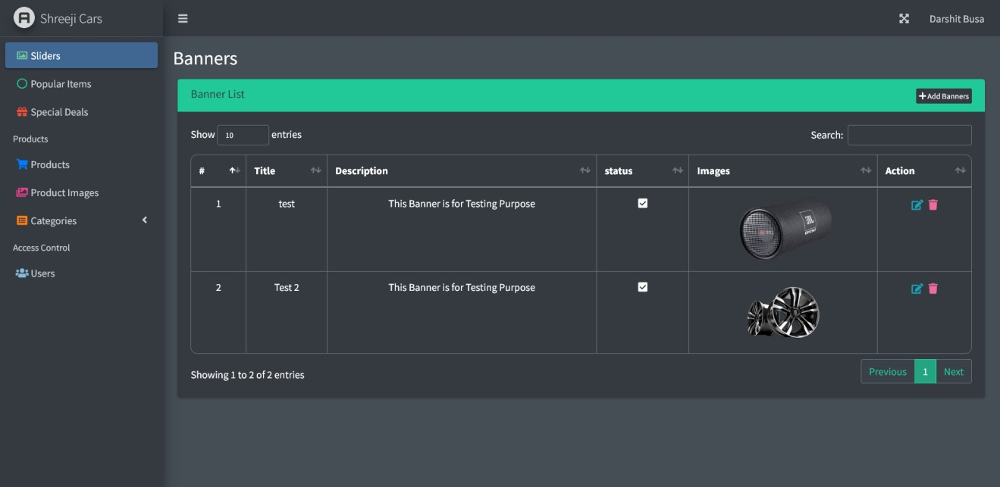 Shreeji Cars
Darshit Busa
Sliders
Popular Items
Special Deals
Products
Products
Product Images
Categories
Access Control
Users
Banners
Banner List
Add Banners
Show 10 entries
Search:
# Title Description status Images Action
1 test This Banner is for Testing Purpose
JBL
2 Test 2 This Banner is for Testing Purpose
Showing 1 to 2 of 2 entries
Previous 1 Next